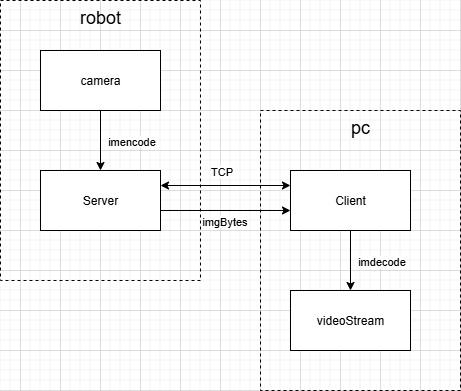 robot
camera
imencode
pc
Server
TCP
Client
imgBytes
imdecode
videoStream